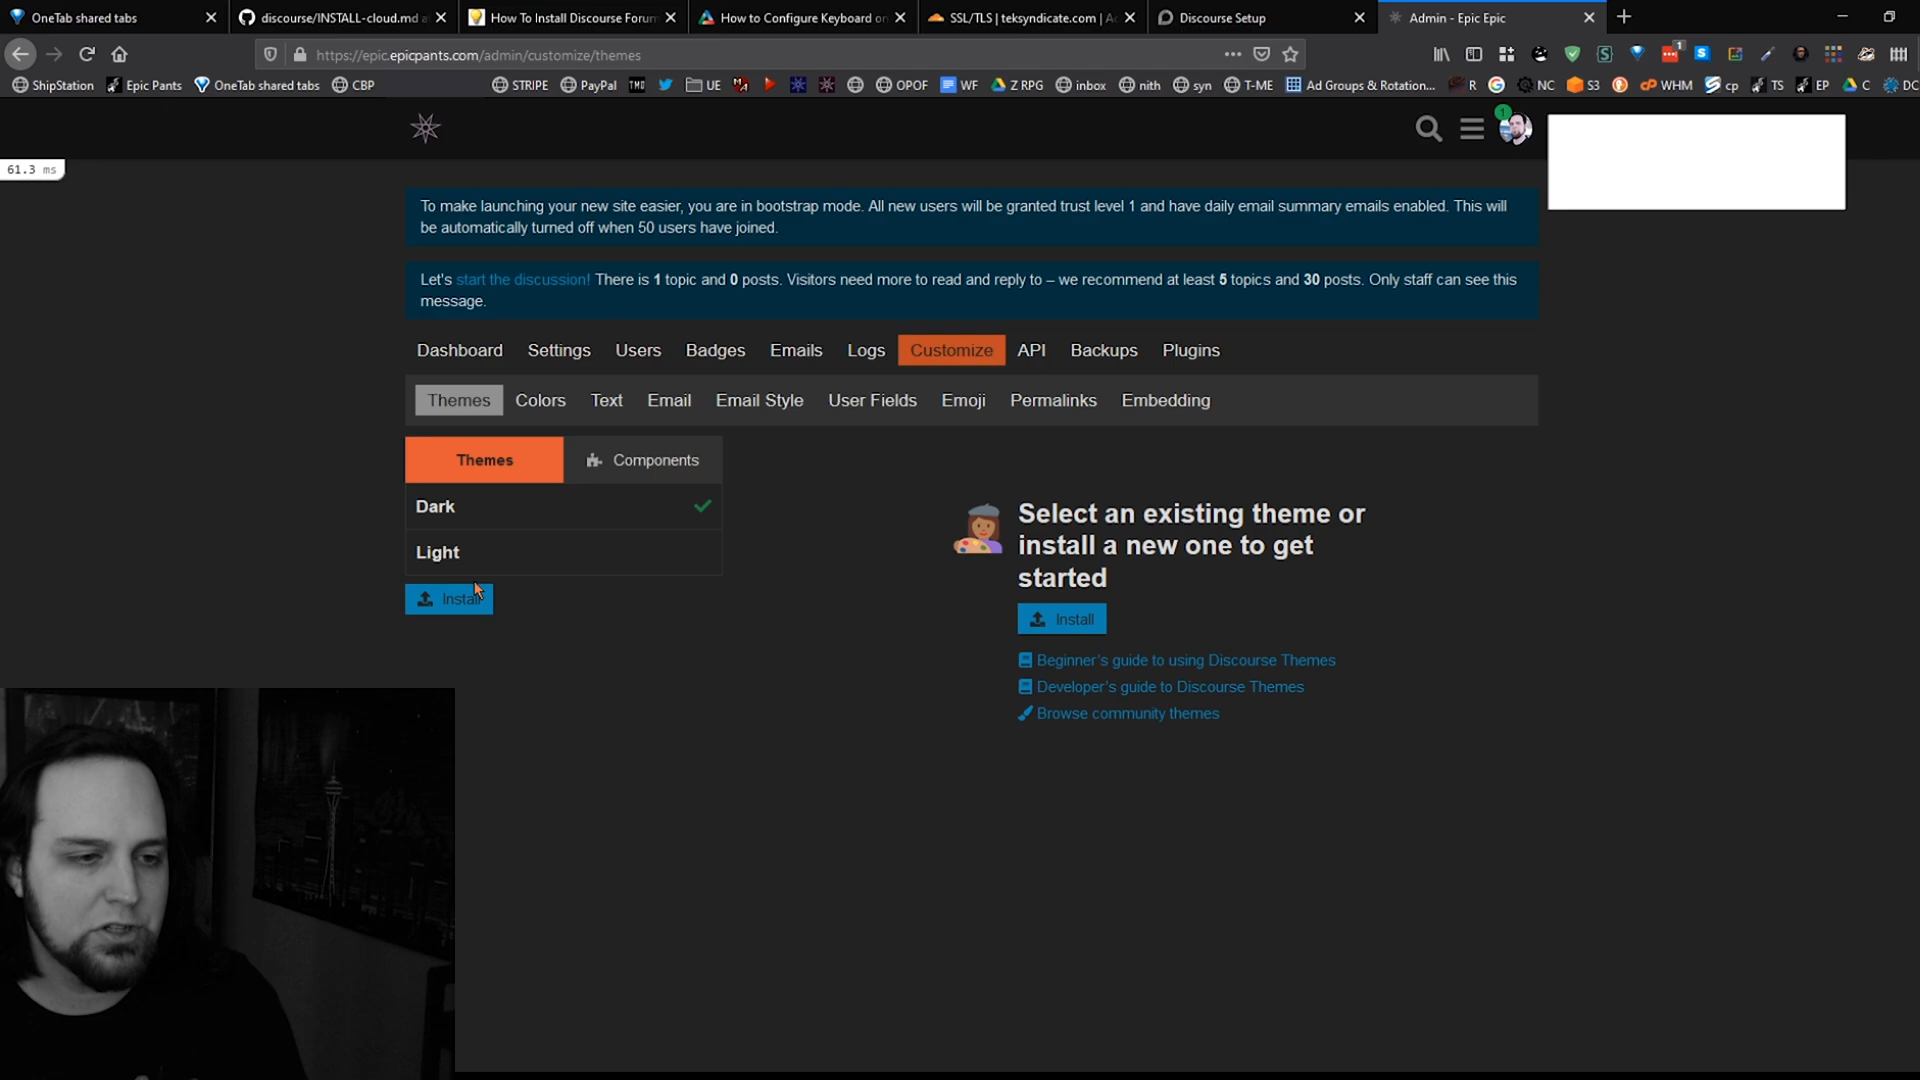 OneTab shared tabs
discourse/INSTALL-cloud.md a
How To Install Discourse Forum
How to Configure Keyboard on
SSL/TLS | teksyndicate.com | Ac
Discourse Setup
Admin - Epic Epic
https://epic.epicpants.com/admin/customize/themes
1
ShipStation
Epic Pants
OneTab shared tabs
CBP
STRIPE
PayPal
TMD
UE
OPOF
WF
Z RPG
inbox
nith
syn
T-ME
Ad Groups & Rotation...
R
NC
S3
WHM
cp
TS
EP
C
DC
1
61.3 ms
To make launching your new site easier, you are in bootstrap mode. All new users will be granted trust level 1 and have daily email summary emails enabled. This will
be automatically turned off when 50 users have joined.
Let's start the discussion! There is 1 topic and 0 posts. Visitors need more to read and reply to – we recommend at least 5 topics and 30 posts. Only staff can see this
message.
Dashboard Settings Users Badges Emails Logs Customize API Backups Plugins
Themes Colors Text Email Email Style User Fields Emoji Permalinks Embedding
Themes
Components
Dark
Light
Install
Select an existing theme or
install a new one to get
started
Install
Beginner's guide to using Discourse Themes
Developer's guide to Discourse Themes
Browse community themes